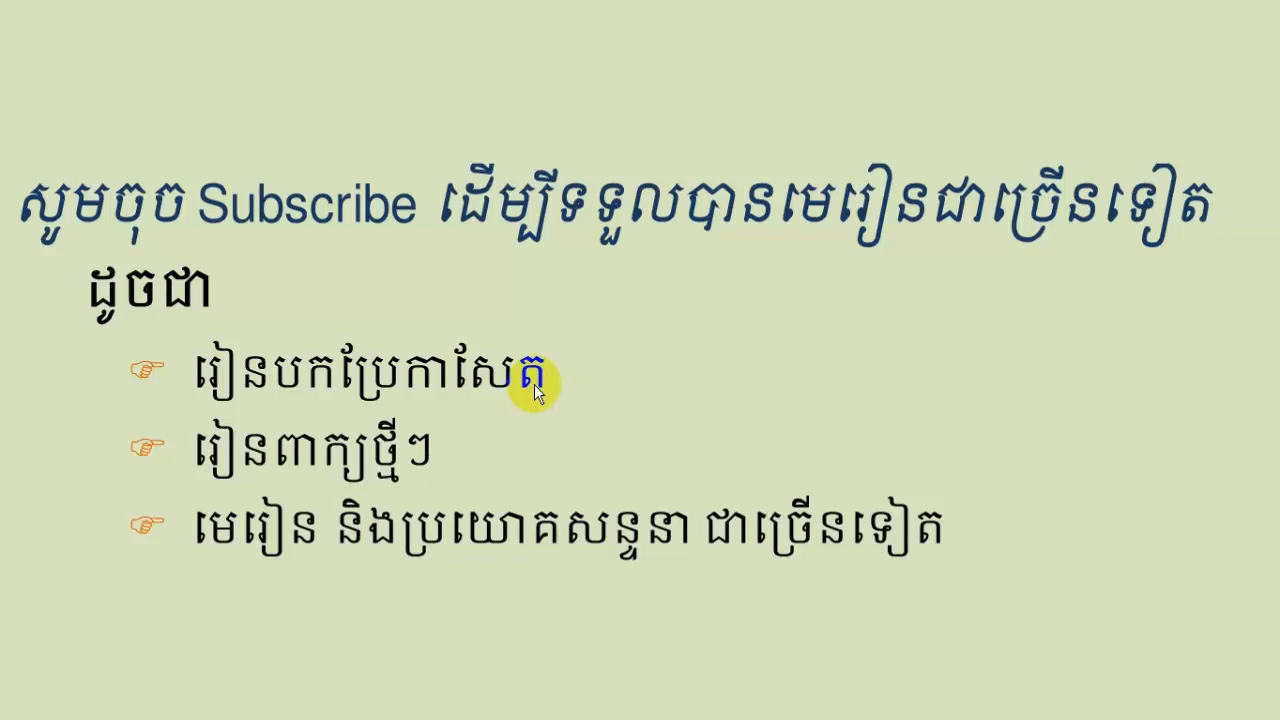 សូមចុច Subscribe ដើម្បីទទួលបានមេរៀនជាច្រើនទៀត
ដូចជា
រៀនបកប្រែកាសែត
រៀនពាក្យថ្មីៗ
មេរៀន និងប្រយោគសន្ទនា ជាច្រើនទៀត